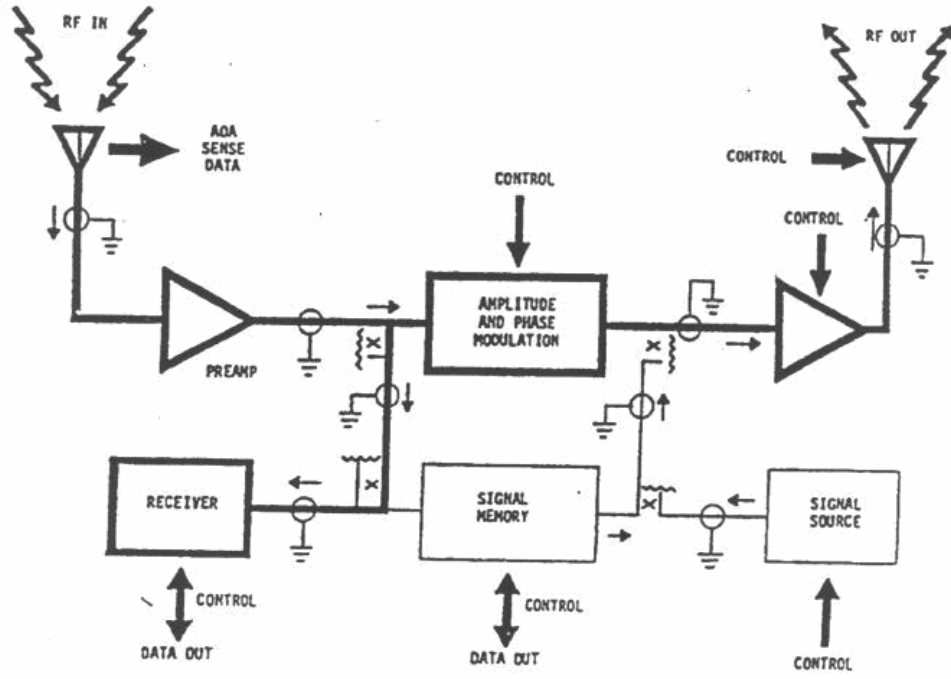 RF IN
RF OUT
AOA
SENSE
DATA
CONTROL
CONTROL
CONTROL
AMPLITUDE
AND PHASE
MODULATION
PREAMP
X
X
RECEIVER
X
SIGNAL
MEMORY
X
SIGNAL
SOURCE
CONTROL
CONTROL
DATA OUT
DATA OUT
CONTROL